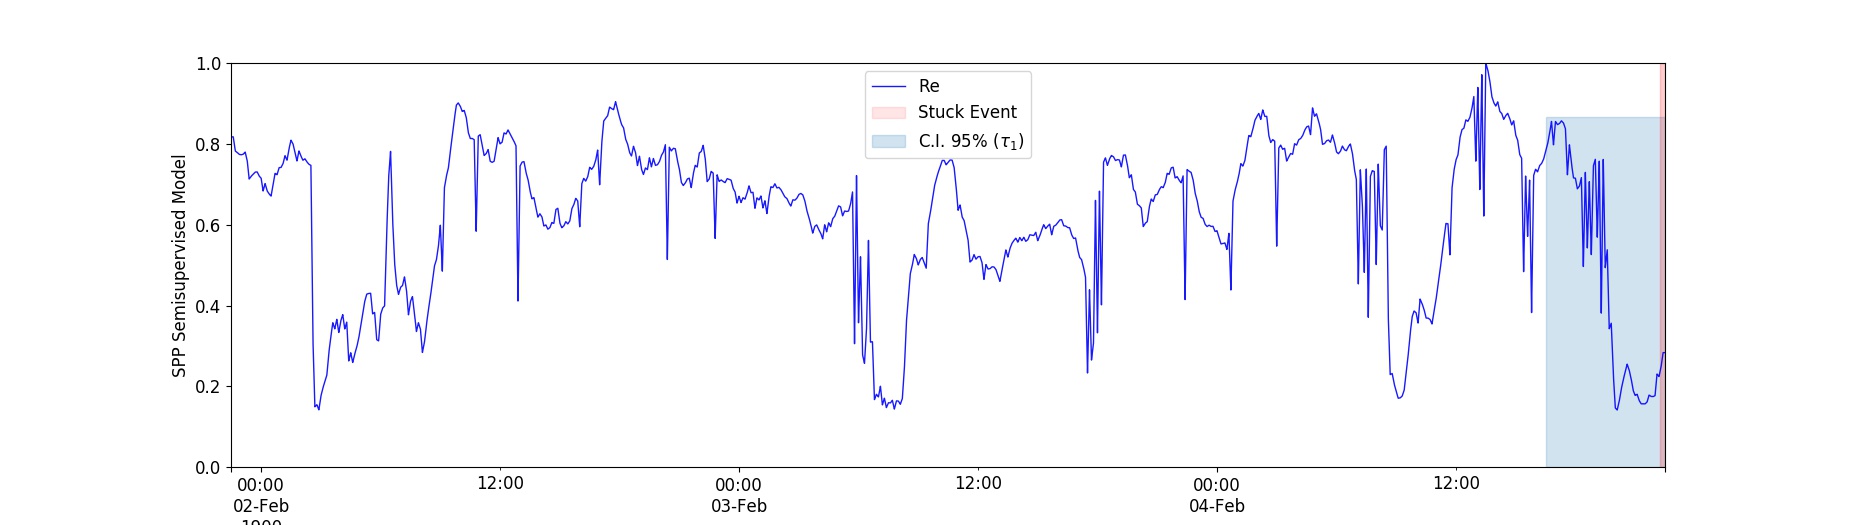 1.0
0.8
0.6
0.4
0.2
0.0
SPP Semisupervised Model
Re
Stuck Event
C.I. 95% (τ₁)
00:00 12:00 00:00 12:00 00:00 12:00
02-Feb 03-Feb 04-Feb
1900